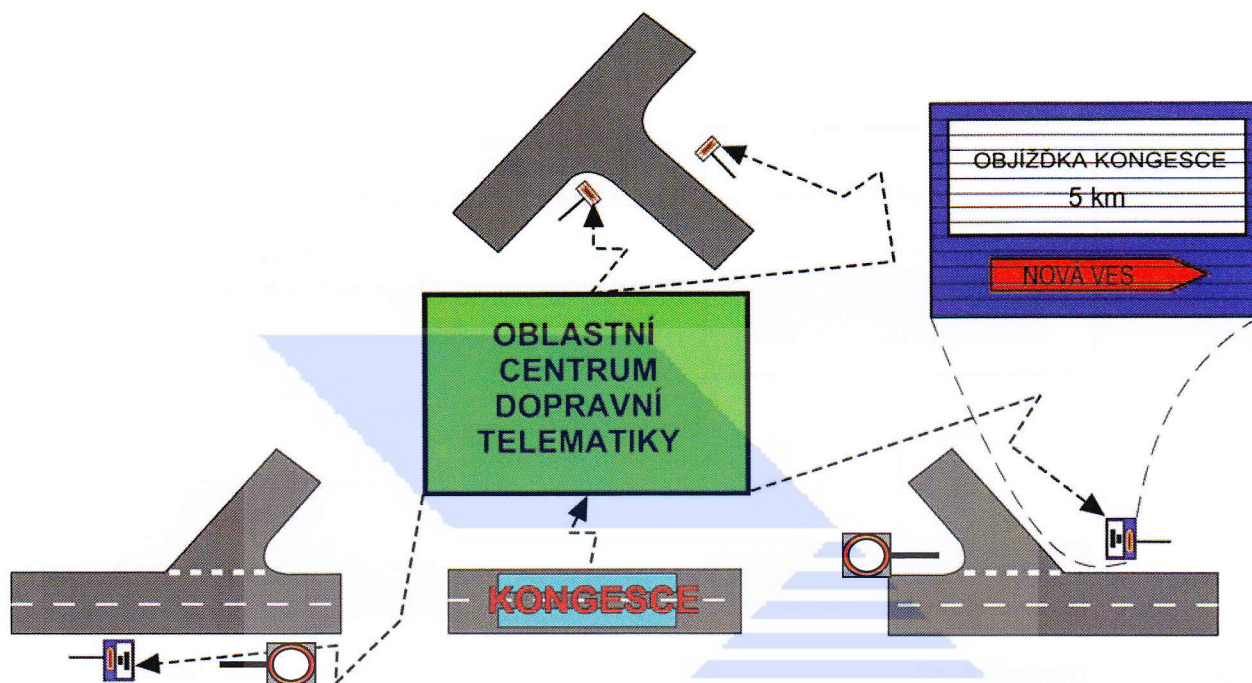 OBJÍŽĎKA KONGESCE
5 km
NOVÁ VES
OBLASTNÍ
CENTRUM
DOPRAVNÍ
TELEMATIKY
KONGESCE